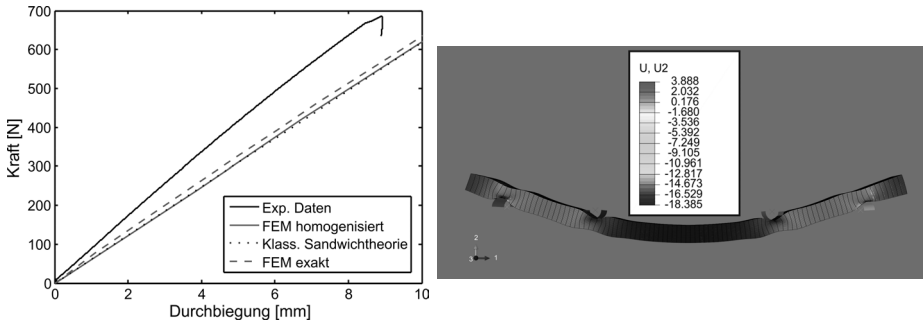 700
600
500
400
300
200
100
0
Kraft [N]
0 2 4 6 8 10
Durchbiegung [mm]
Exp. Daten
FEM homogenisiert
Klass. Sandwichtheorie
FEM exakt
U, U2
3.888
2.032
0.176
-1.680
-3.536
-5.392
-7.249
-9.105
-10.961
-12.817
-14.673
-16.529
-18.385
2
3 1